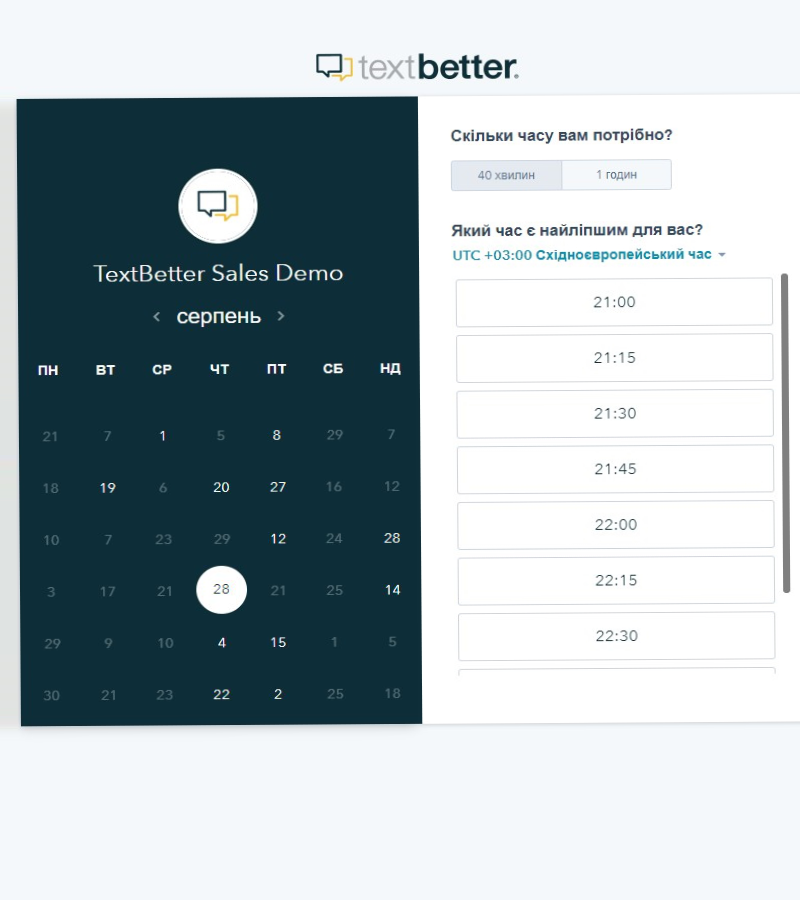 textbetter.
TextBetter Sales Demo
серпень
ПН ВТ СР ЧТ ПТ СБ НД
21 7 1 5 8 29 7
18 19 6 20 27 16 12
10 7 23 29 12 24 28
3 17 21 28 21 25 14
29 9 10 4 15 1 5
30 21 23 22 2 25 18
Скільки часу вам потрібно?
40 хвилин 1 годин
Який час є найліпшим для вас?
UTC +03:00 Східноєвропейський час
21:00
21:15
21:30
21:45
22:00
22:15
22:30